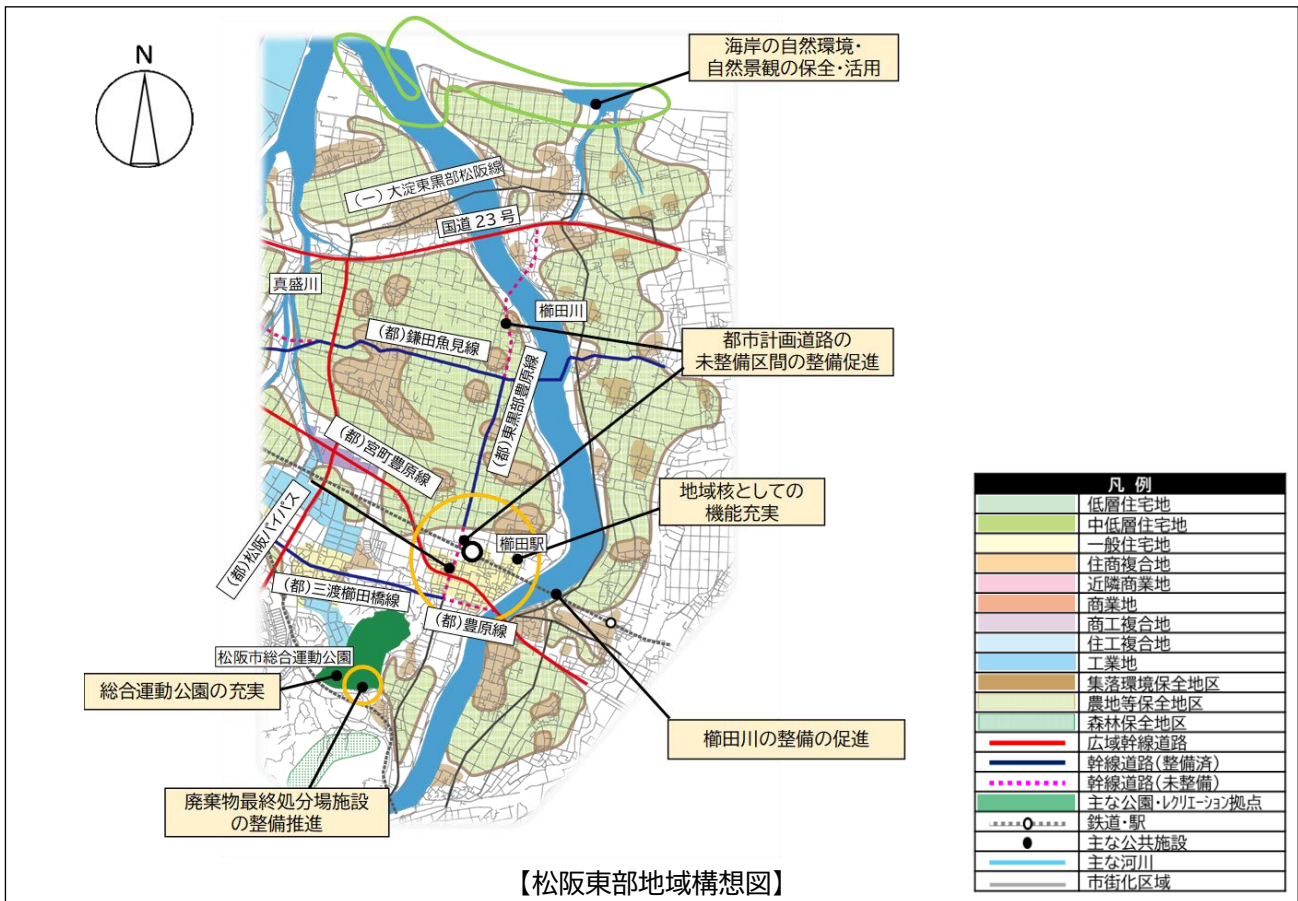 N
海岸の自然環境・
自然景観の保全・活用
(一)大淀東黒部松阪線
国道23号
真盛川
櫛田川
(都)鎌田魚見線
都市計画道路の
未整備区間の整備促進
(都)東黒部豊原線
(都)宮町豊原線
地域核としての
機能充実
櫛田駅
(都)松阪バイパス
(都)三渡櫛田橋線
(都)豊原線
松阪市総合運動公園
総合運動公園の充実
櫛田川の整備の促進
廃棄物最終処分場施設
の整備推進
凡例
低層住宅地
中低層住宅地
一般住宅地
住商複合地
近隣商業地
商業地
商工複合地
住工複合地
工業地
集落環境保全地区
農地等保全地区
森林保全地区
広域幹線道路
幹線道路(整備済)
幹線道路(未整備)
主な公園・レクリエーション拠点
鉄道・駅
主な公共施設
主な河川
市街化区域
【松阪東部地域構想図】